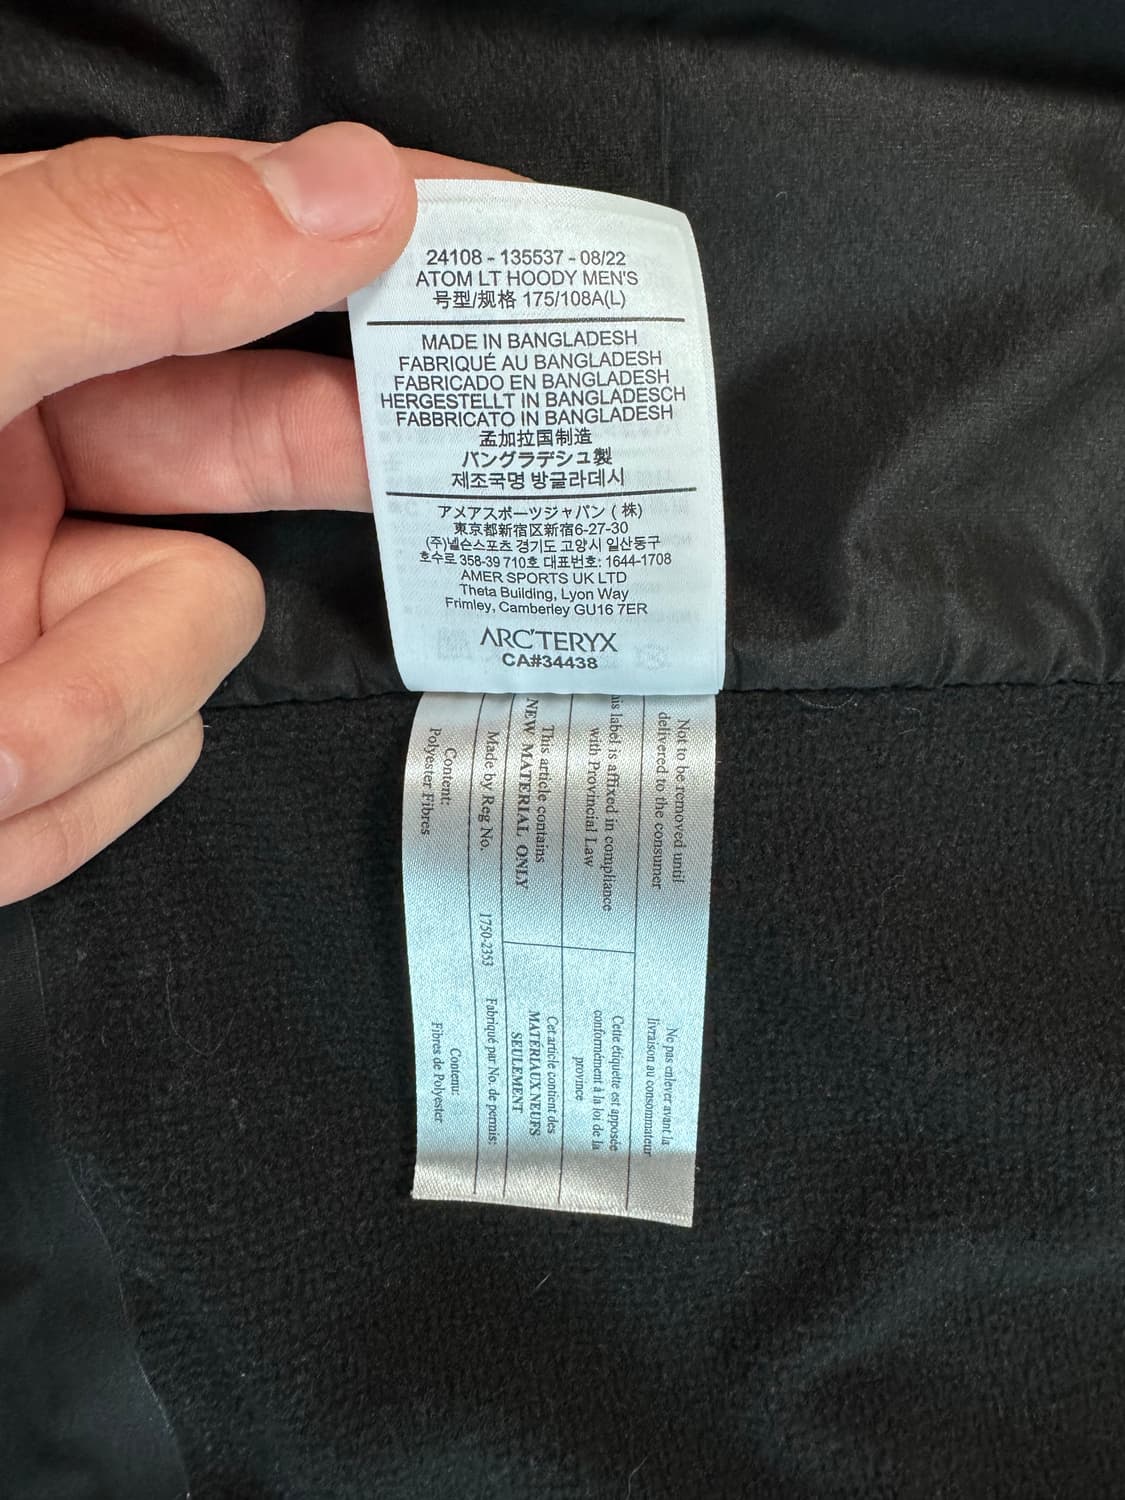 24108 - 135537 - 08/22
ATOM LT HOODY MEN'S
号型/规格 175/108A(L)
MADE IN BANGLADESH
FABRIQUÉ AU BANGLADESH
FABRICADO EN BANGLADESH
HERGESTELLT IN BANGLADESCH
FABBRICATO IN BANGLADESH
孟加拉国制造
バングラデシュ製
제조국명 방글라데시
アメアスポーツジャパン ( 株)
東京都新宿区新宿6-27-30
(주)넬슨스포츠 경기도 고양시 일산동구
호수로 358-39 710호 대표번호: 1644-1708
AMER SPORTS UK LTD
Theta Building, Lyon Way
Frimley, Camberley GU16 7ER
ARC'TERYX
CA#34438
Not to be removed until
delivered to the consumer
Ne pas enlever avant la
livraison au consommateur
his label is affixed in compliance
with Provincial Law
Cette étiquette est apposée
conformément à la loi de la
province
This article contains
NEW MATERIAL ONLY
Cet article contient des
MATERIAUX NEUFS
SEULEMENT
Made by Reg No.
1750-2353
Fabriqué par No. de permis:
Content:
Polyester Fibres
Contenu:
Fibres de Polyester